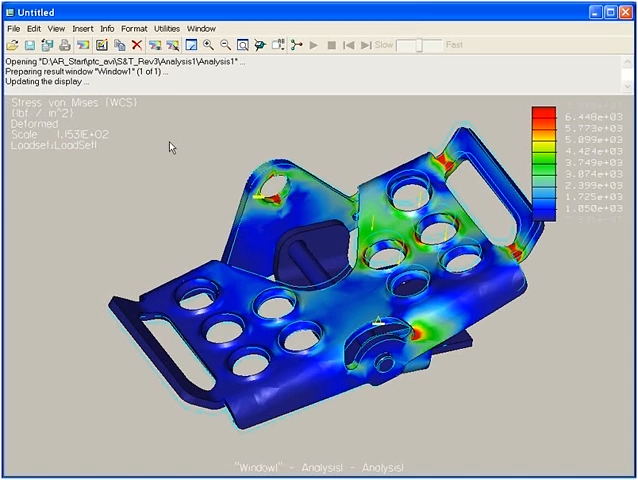 Untitled
File Edit View Insert Info Format Utilities Window
Slow Fast
Opening "D:\AR_Start\ptc_avi\S&T_Rev3\Analysis1\Analysis1" ...
Preparing result window "Window1" (1 of 1) ...
Updating the display ...
Stress von Mises (WCS)
(lbf / in^2)
Deformed
Scale 1.1531E+02
Loadset:LoadSet1
6.448e+03
5.773e+03
5.099e+03
4.424e+03
3.749e+03
3.074e+03
2.399e+03
1.725e+03
1.050e+03
"Window1" - Analysis1 - Analysis1